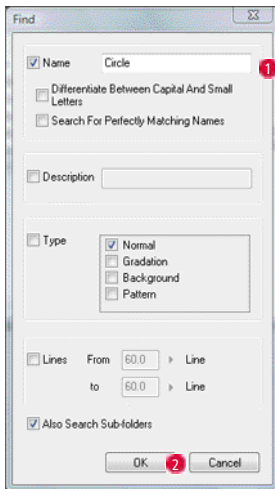 Find
Name Circle
1
Differentiate Between Capital And Small
Letters
Search For Perfectly Matching Names
Description
Type
Normal
Gradation
Background
Pattern
Lines From 60.0 Line
to 60.0 Line
Also Search Sub-folders
OK 2 Cancel